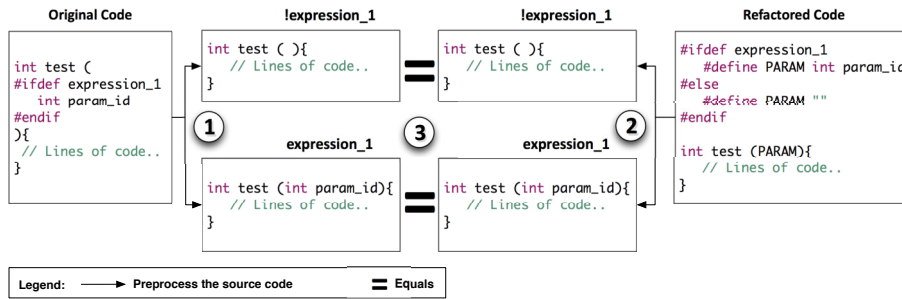 Original Code
int test (
#ifdef expression_1
int param_id
#endif
){
// Lines of code..
}
1
!expression_1
int test ( ){
// Lines of code..
}
expression_1
int test (int param_id){
// Lines of code..
}
3
!expression_1
int test ( ){
// Lines of code..
}
expression_1
int test (int param_id){
// Lines of code..
}
2
Refactored Code
#ifdef expression_1
#define PARAM int param_id
#else
#define PARAM ""
#endif
int test (PARAM){
// Lines of code..
}
Legend: Preprocess the source code Equals